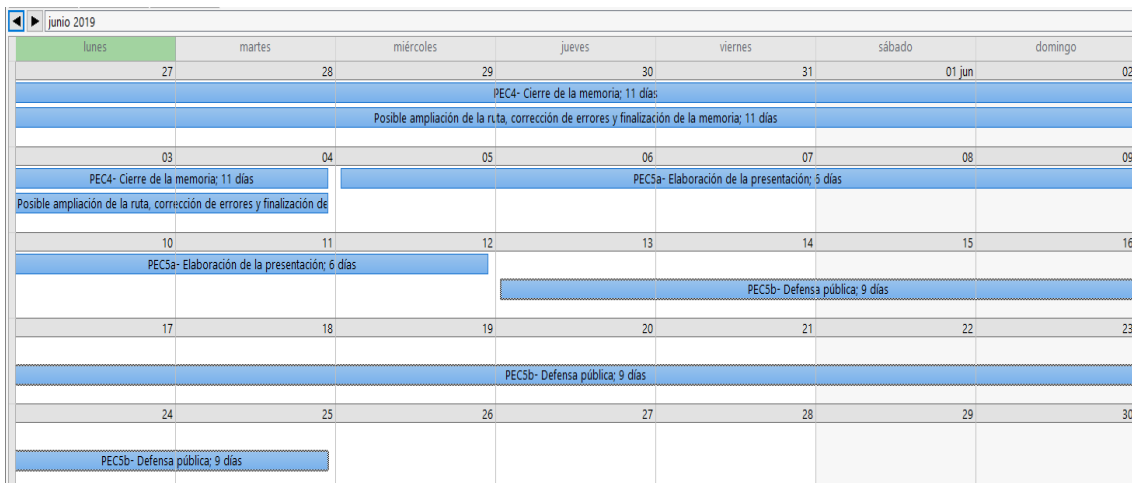 junio 2019
lunes martes miércoles jueves viernes sábado domingo
27 28 29 30 31 01 jun 02
PEC4- Cierre de la memoria; 11 días
Posible ampliación de la ruta, corrección de errores y finalización de la memoria; 11 días
03 04 05 06 07 08 09
PEC4- Cierre de la memoria; 11 días PEC5a- Elaboración de la presentación; 6 días
Posible ampliación de la ruta, corrección de errores y finalización de
10 11 12 13 14 15 16
PEC5a- Elaboración de la presentación; 6 días
PEC5b- Defensa pública; 9 días
17 18 19 20 21 22 23
PEC5b- Defensa pública; 9 días
24 25 26 27 28 29 30
PEC5b- Defensa pública; 9 días